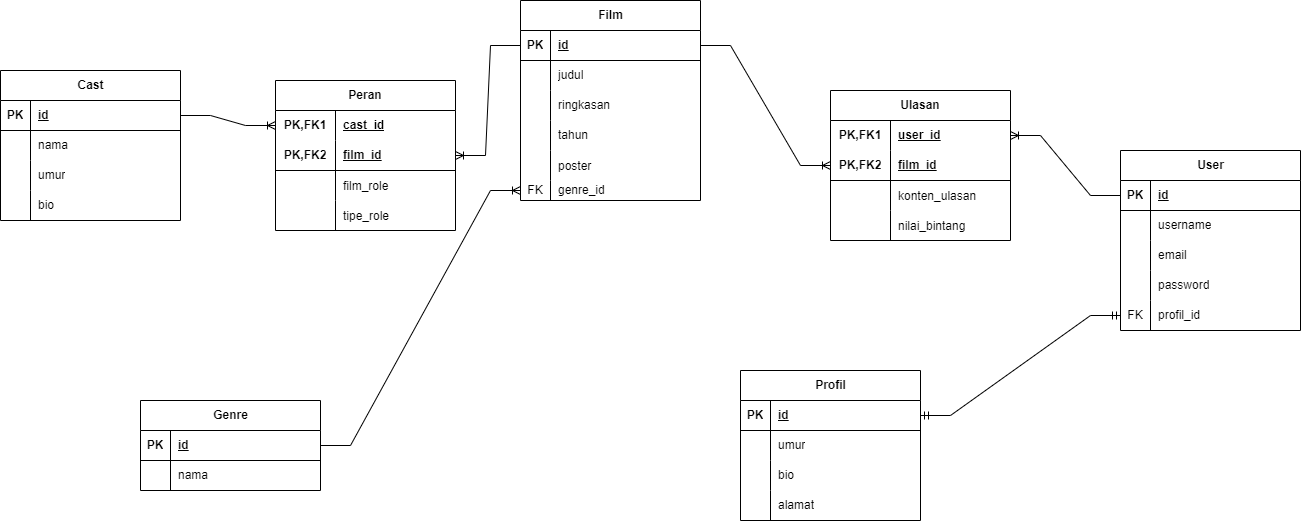 Film
PK id
judul
ringkasan
tahun
poster
FK genre_id
Cast
PK id
nama
umur
bio
Peran
PK,FK1 cast_id
PK,FK2 film_id
film_role
tipe_role
Ulasan
PK,FK1 user_id
PK,FK2 film_id
konten_ulasan
nilai_bintang
User
PK id
username
email
password
FK profil_id
Profil
PK id
umur
bio
alamat
Genre
PK id
nama